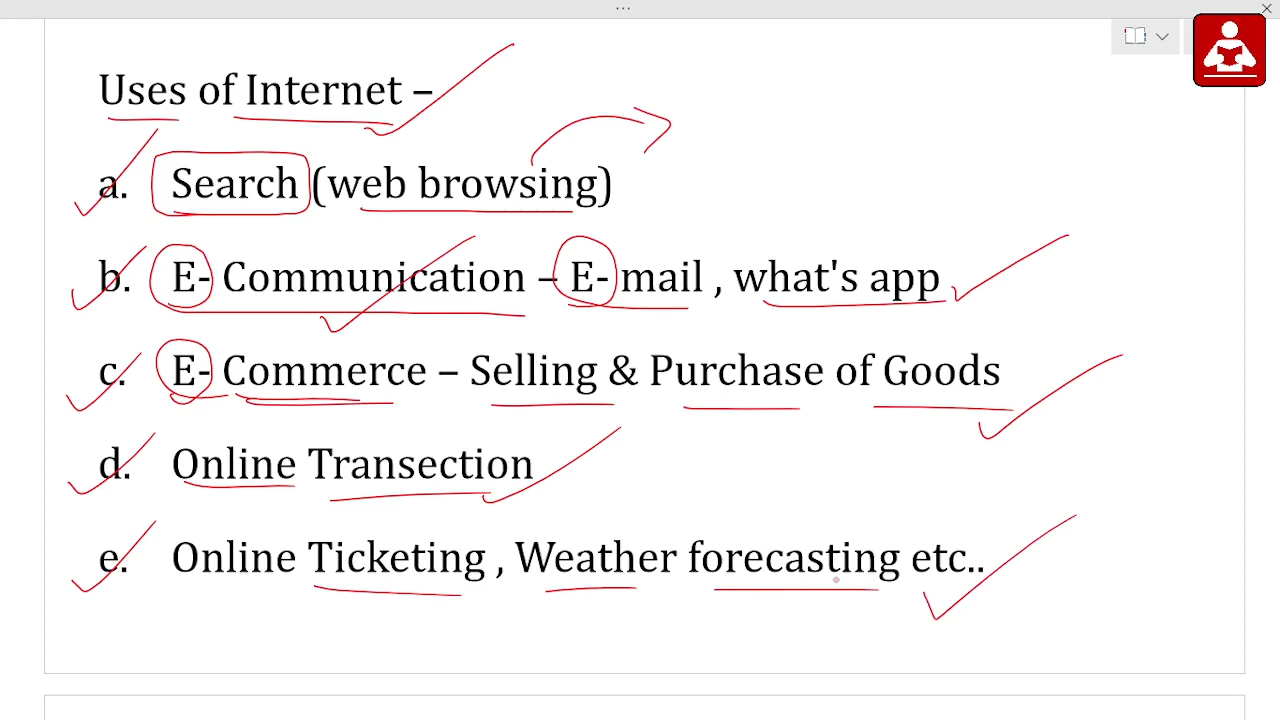 Uses of Internet –
a. Search (web browsing)
b. E- Communication – E- mail , what's app
c. E- Commerce – Selling & Purchase of Goods
d. Online Transection
e. Online Ticketing , Weather forecasting etc..